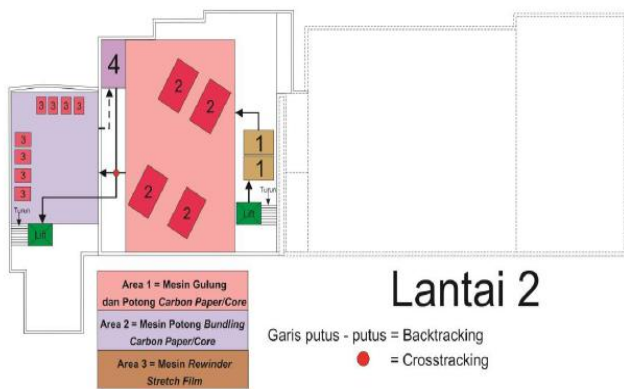 4
2
2
3 3 3 3
1
1
3
3
3
3
2
2
Turun
Turun
Lift
Lift
Area 1 = Mesin Gulung
dan Potong Carbon Paper/Core
Area 2 = Mesin Potong Bundling
Carbon Paper/Core
Area 3 = Mesin Rewinder
Stretch Film
Lantai 2
Garis putus - putus = Backtracking
= Crosstracking